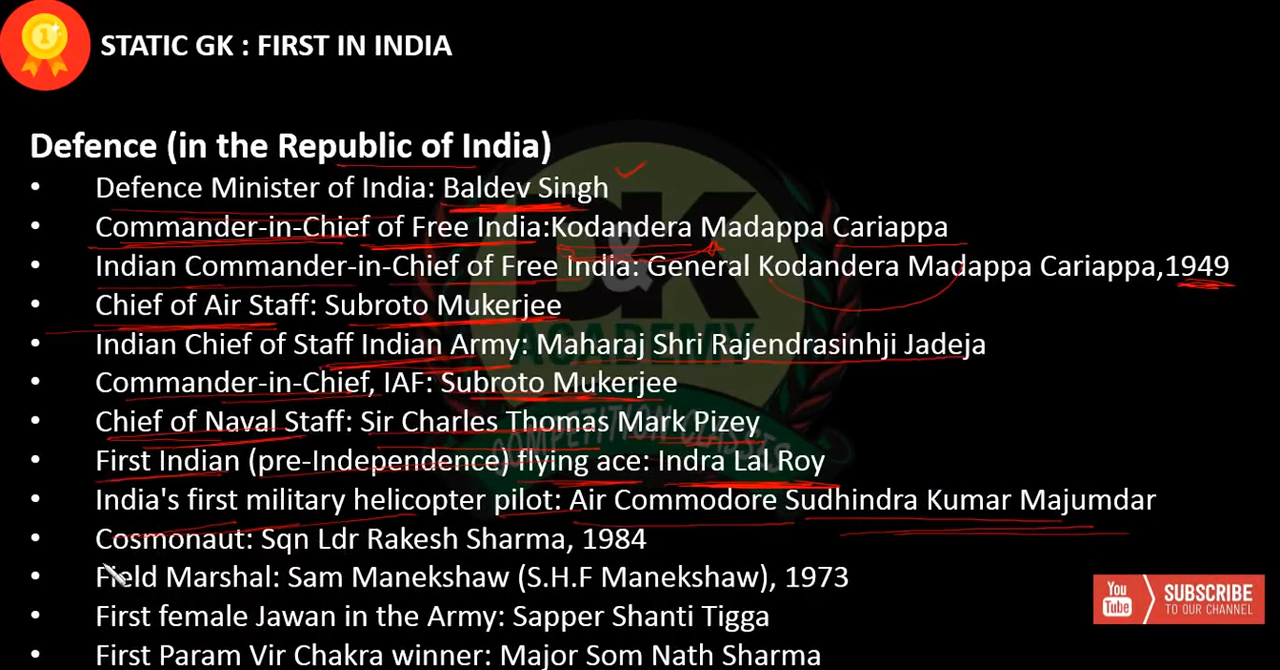 1
STATIC GK : FIRST IN INDIA
Defence (in the Republic of India)
• Defence Minister of India: Baldev Singh
• Commander-in-Chief of Free India:Kodandera Madappa Cariappa
• Indian Commander-in-Chief of Free India: General Kodandera Madappa Cariappa,1949
• Chief of Air Staff: Subroto Mukerjee
• Indian Chief of Staff Indian Army: Maharaj Shri Rajendrasinhji Jadeja
• Commander-in-Chief, IAF: Subroto Mukerjee
• Chief of Naval Staff: Sir Charles Thomas Mark Pizey
• First Indian (pre-Independence) flying ace: Indra Lal Roy
• India's first military helicopter pilot: Air Commodore Sudhindra Kumar Majumdar
• Cosmonaut: Sqn Ldr Rakesh Sharma, 1984
• Field Marshal: Sam Manekshaw (S.H.F Manekshaw), 1973
• First female Jawan in the Army: Sapper Shanti Tigga
• First Param Vir Chakra winner: Major Som Nath Sharma
D&K
ACADEMY
COMPETITION CLASSES
You Tube
SUBSCRIBE
TO OUR CHANNEL